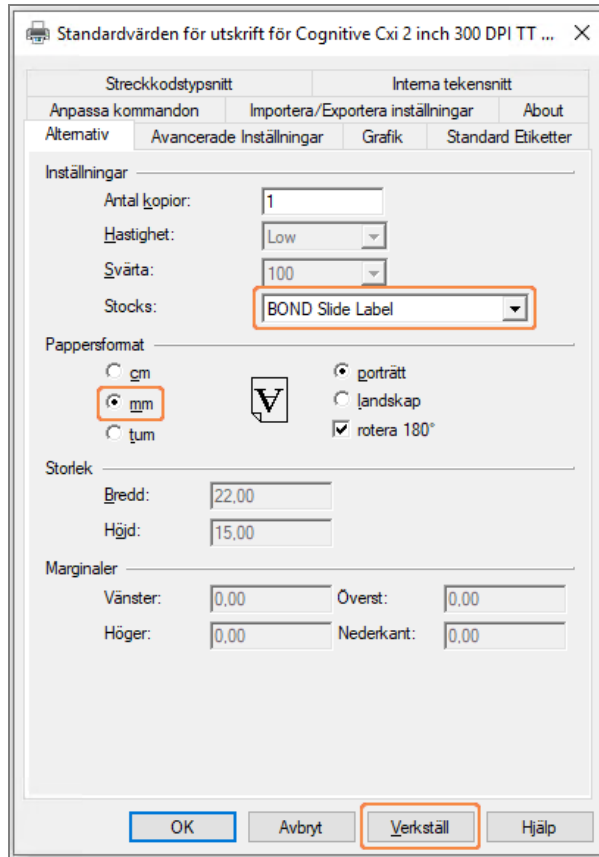 Standardvärden för utskrift för Cognitive Cxi 2 inch 300 DPI TT ...
Streckkodstypsnitt Interna tekensnitt
Anpassa kommandon Importera/Exportera inställningar About
Alternativ Avancerade Inställningar Grafik Standard Etiketter
Inställningar
Antal kopior: 1
Hastighet: Low
Svärta: 100
Stocks: BOND Slide Label
Pappersformat
cm porträtt
mm A landskap
tum rotera 180°
Storlek
Bredd: 22,00
Höjd: 15,00
Marginaler
Vänster: 0,00 Överst: 0,00
Höger: 0,00 Nederkant: 0,00
OK Avbryt Verkställ Hjälp